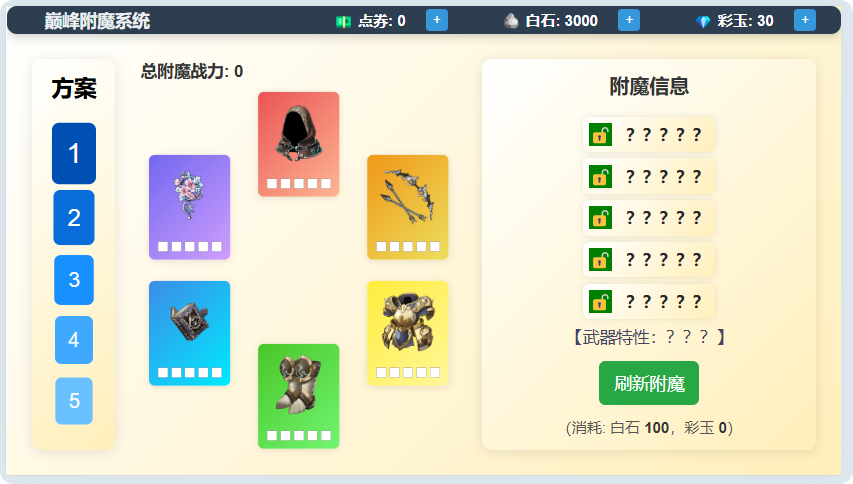 巅峰附魔系统 点券: 0 + 白石: 3000 + 彩玉: 30 +
方案
1
2
3
4
5
总附魔战力: 0
附魔信息
？？？？？
？？？？？
？？？？？
？？？？？
？？？？？
【武器特性：？？？】
刷新附魔
(消耗: 白石 100，彩玉 0)